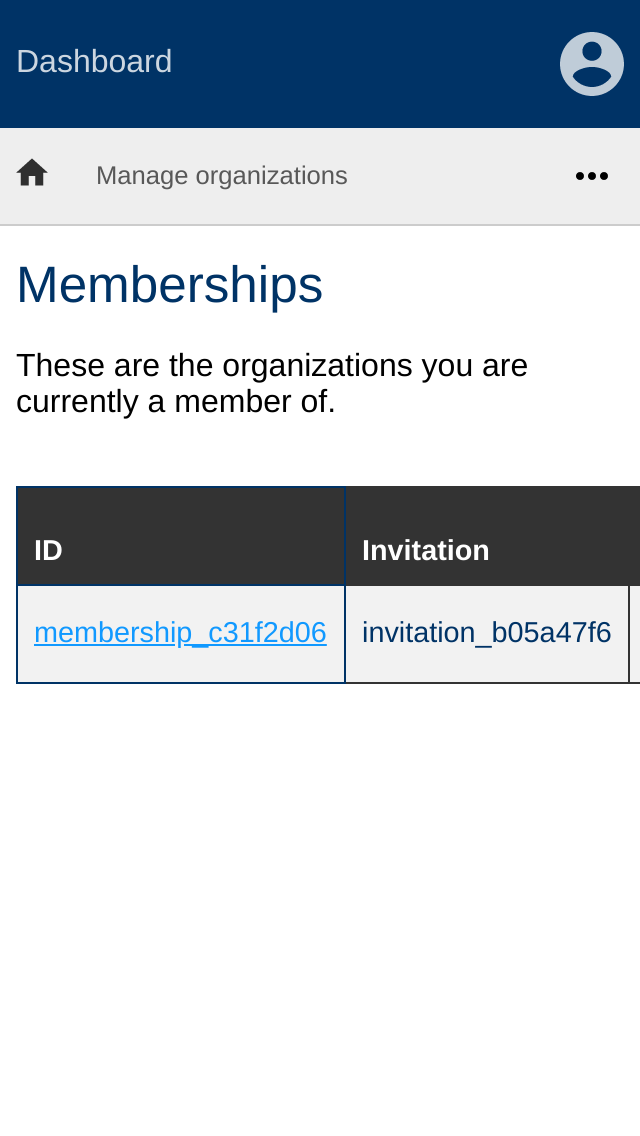 Dashboard
Manage organizations
Memberships
These are the organizations you are
currently a member of.
ID Invitation
membership_c31f2d06 invitation_b05a47f6